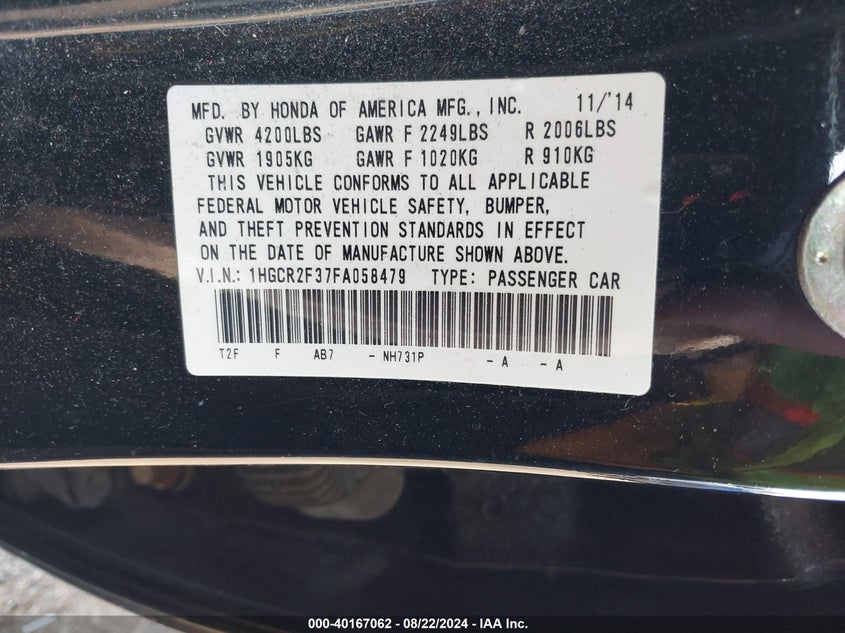 MFD. BY HONDA OF AMERICA MFG., INC. 11/'14
GVWR 4200LBS GAWR F 2249LBS R 2006LBS
GVWR 1905KG GAWR F 1020KG R 910KG
THIS VEHICLE CONFORMS TO ALL APPLICABLE
FEDERAL MOTOR VEHICLE SAFETY, BUMPER,
AND THEFT PREVENTION STANDARDS IN EFFECT
ON THE DATE OF MANUFACTURE SHOWN ABOVE.
V.I.N.: 1HGCR2F37FA058479 TYPE: PASSENGER CAR
T2F F AB7 - NH731P - A - A
000-40167062 - 08/22/2024 - IAA Inc.